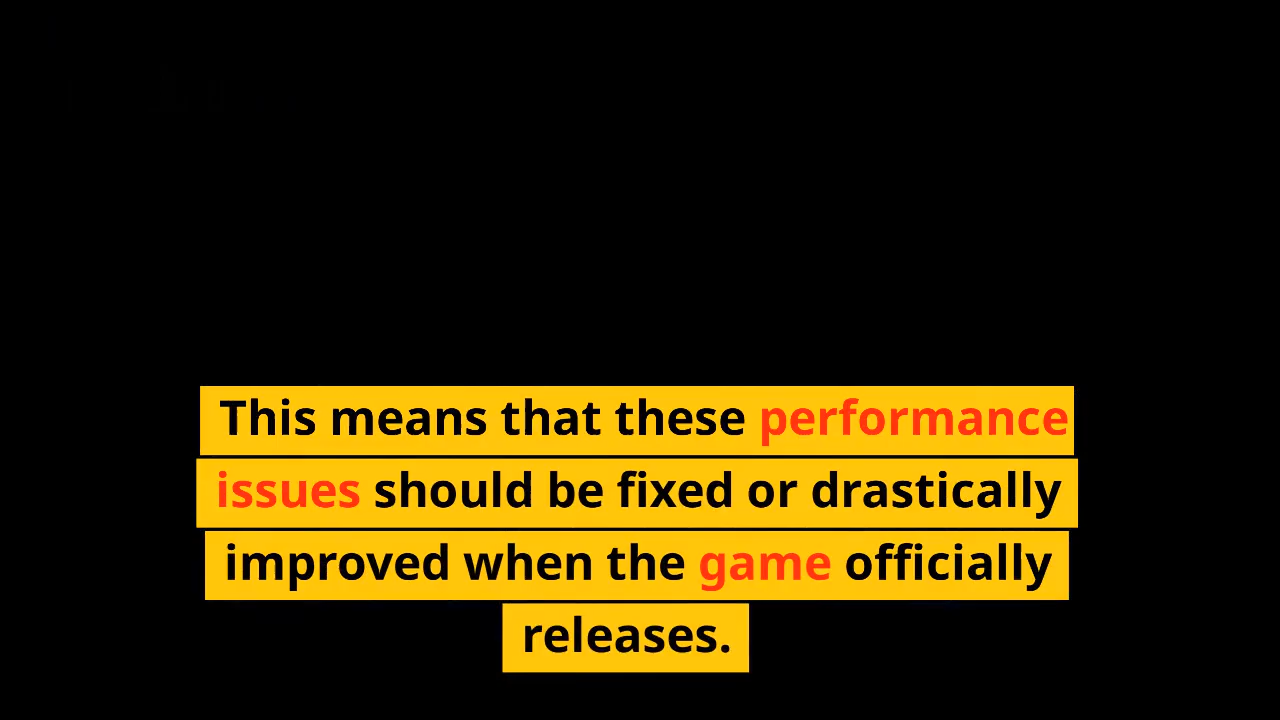 This means that these performance
issues should be fixed or drastically
improved when the game officially
releases.